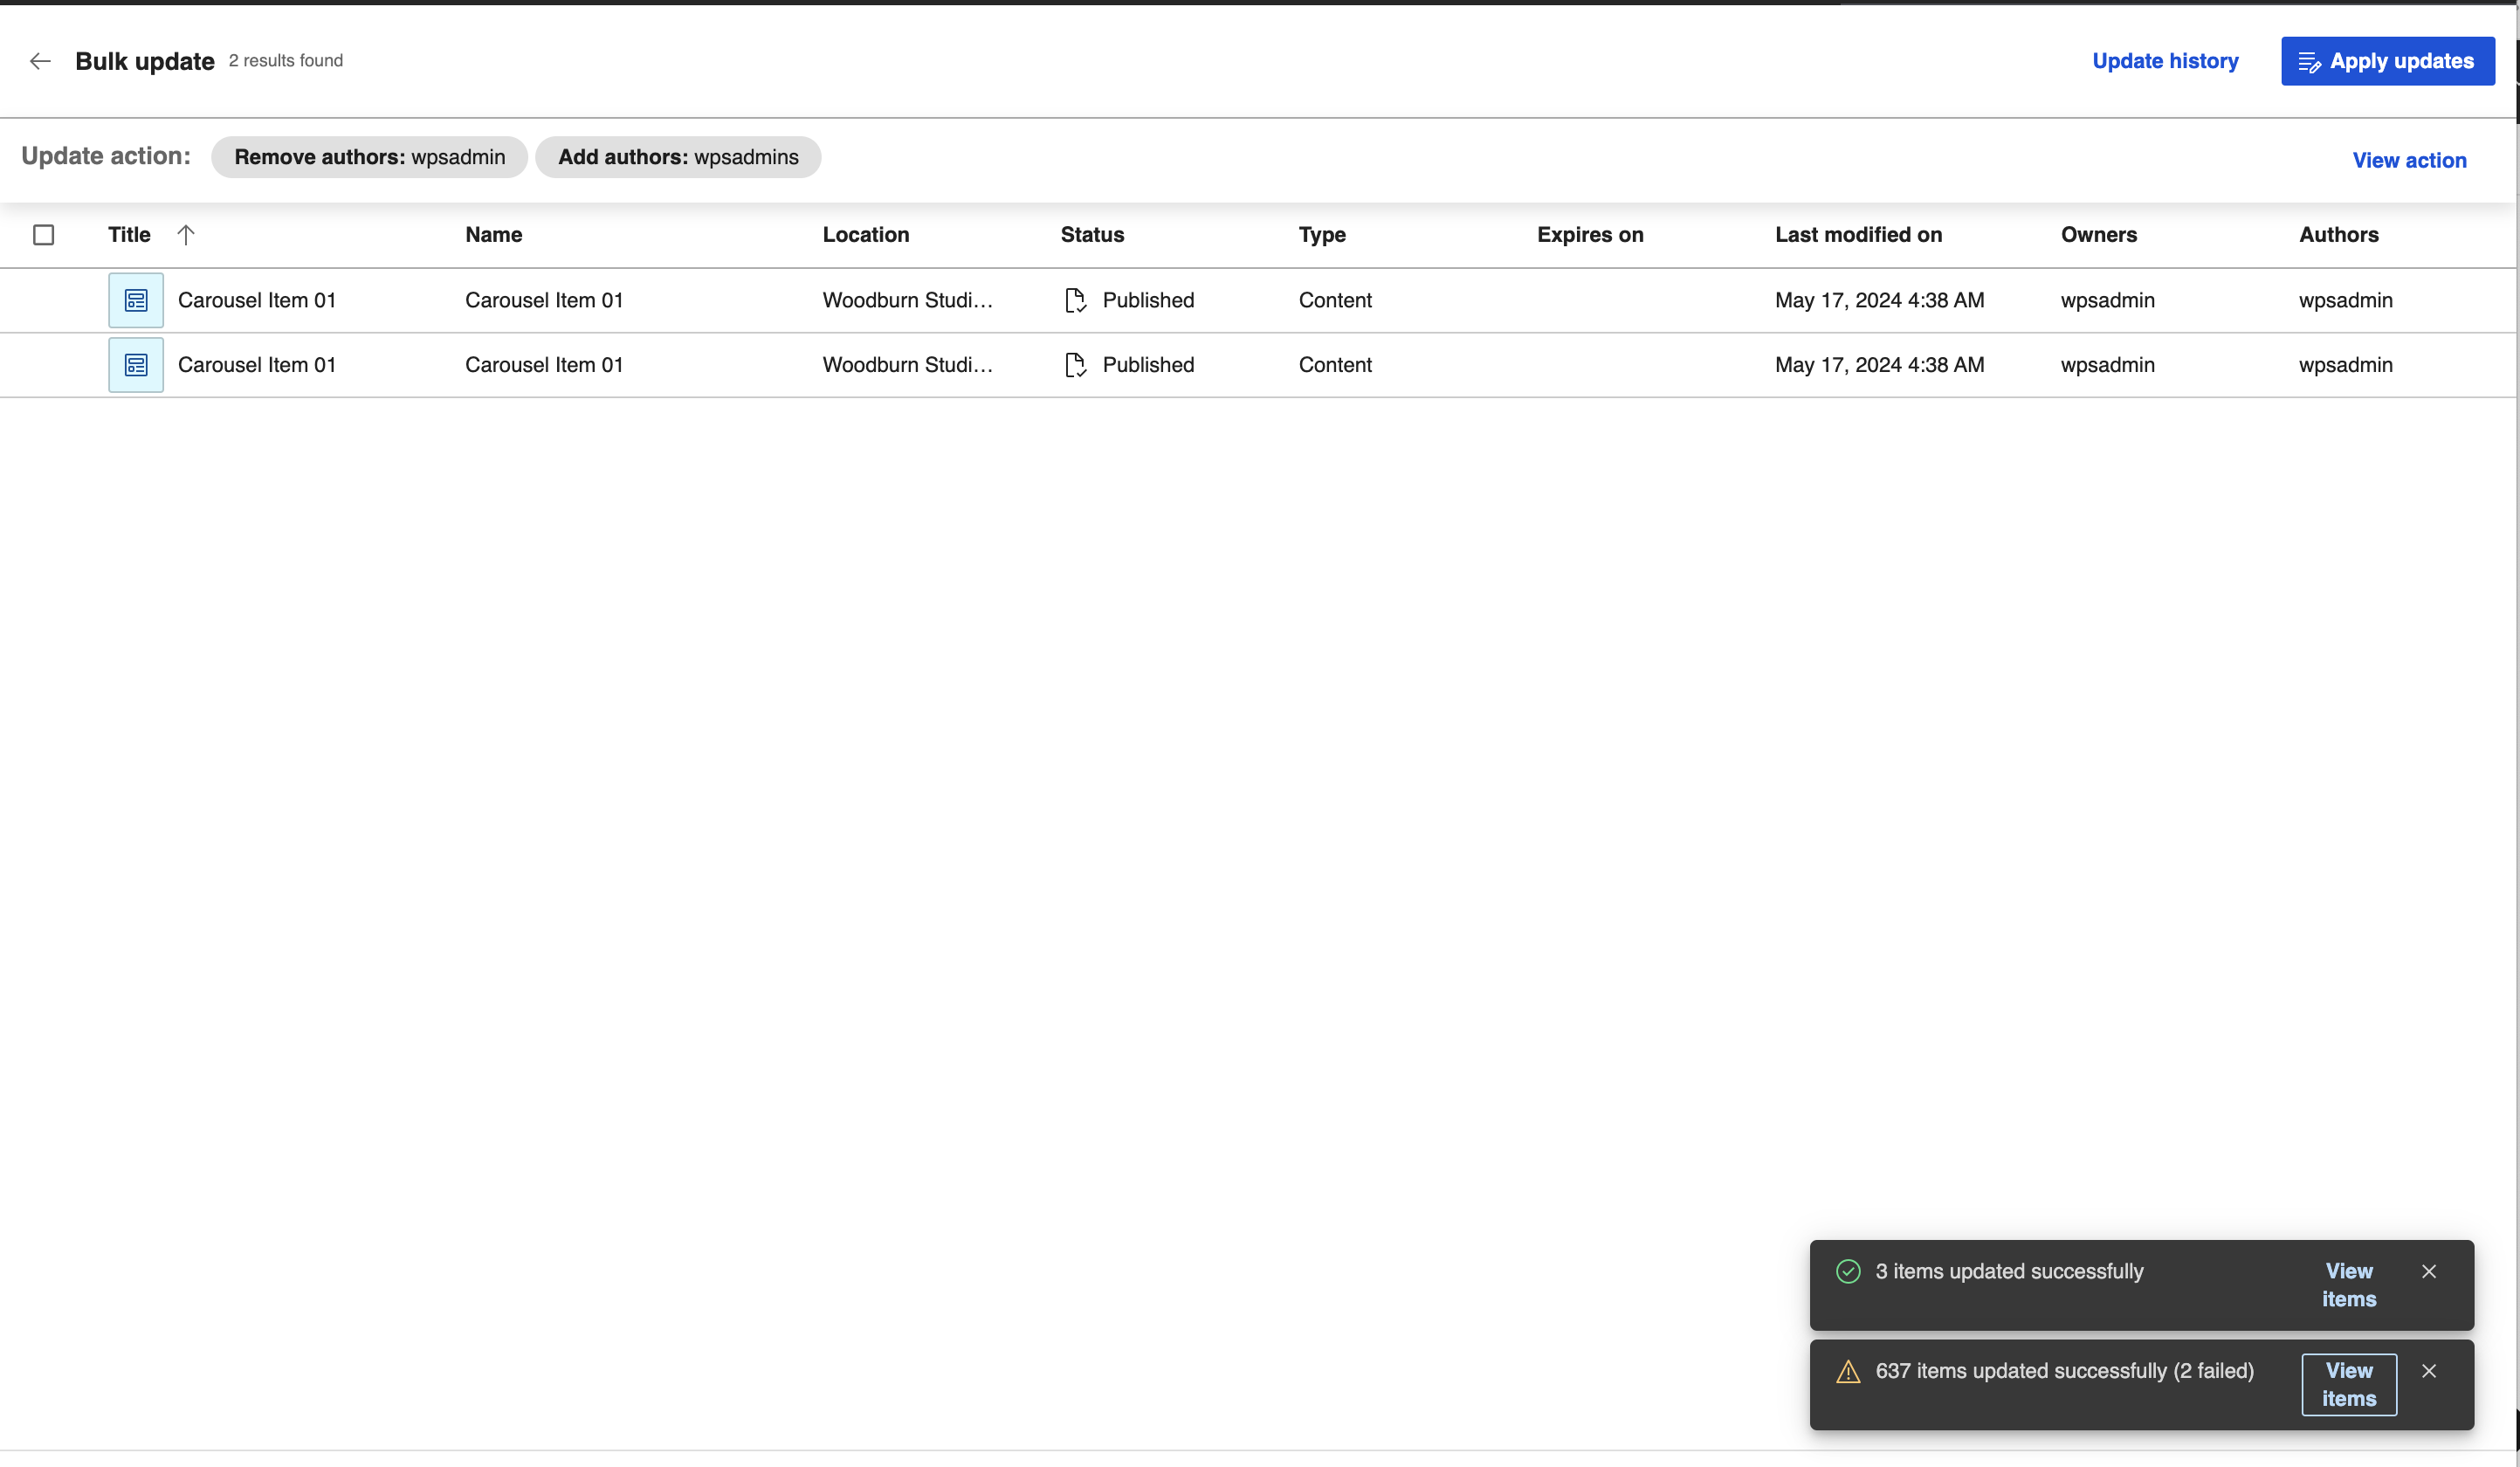 Bulk update 2 results found Update history Apply updates
Update action: Remove authors: wpsadmin Add authors: wpsadmins View action
Title Name Location Status Type Expires on Last modified on Owners Authors
Carousel Item 01 Carousel Item 01 Woodburn Studi... Published Content May 17, 2024 4:38 AM wpsadmin wpsadmin
Carousel Item 01 Carousel Item 01 Woodburn Studi... Published Content May 17, 2024 4:38 AM wpsadmin wpsadmin
3 items updated successfully View
items
637 items updated successfully (2 failed) View
items